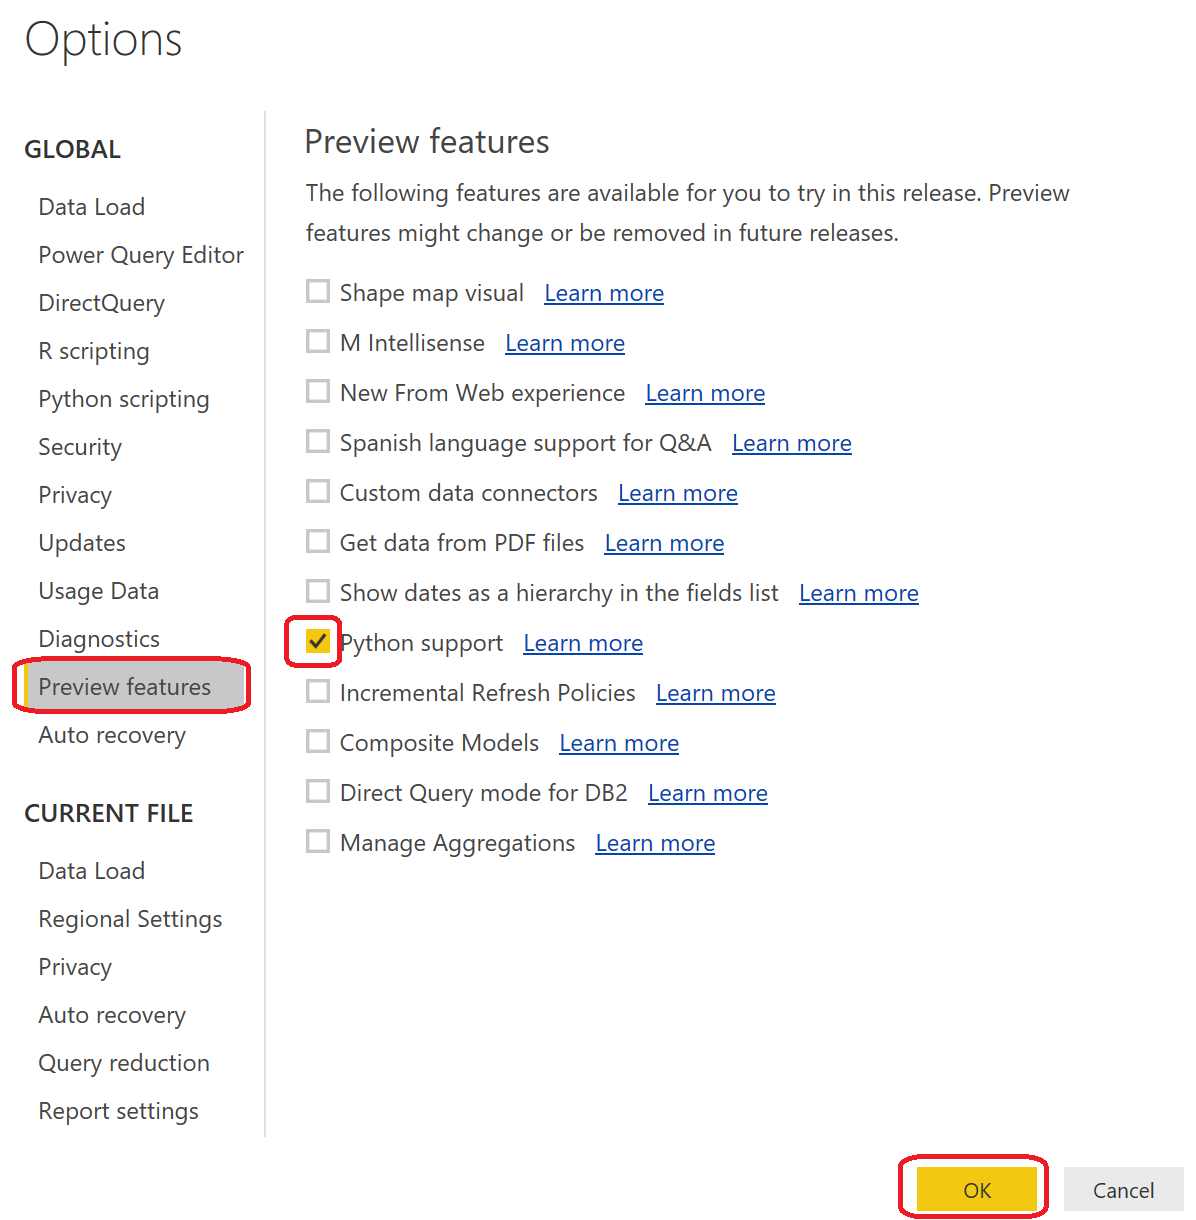 Options
GLOBAL
Data Load
Power Query Editor
DirectQuery
R scripting
Python scripting
Security
Privacy
Updates
Usage Data
Diagnostics
Preview features
Auto recovery
CURRENT FILE
Data Load
Regional Settings
Privacy
Auto recovery
Query reduction
Report settings
Preview features
The following features are available for you to try in this release. Preview
features might change or be removed in future releases.
Shape map visual Learn more
M Intellisense Learn more
New From Web experience Learn more
Spanish language support for Q&A Learn more
Custom data connectors Learn more
Get data from PDF files Learn more
Show dates as a hierarchy in the fields list Learn more
Python support Learn more
Incremental Refresh Policies Learn more
Composite Models Learn more
Direct Query mode for DB2 Learn more
Manage Aggregations Learn more
OK Cancel